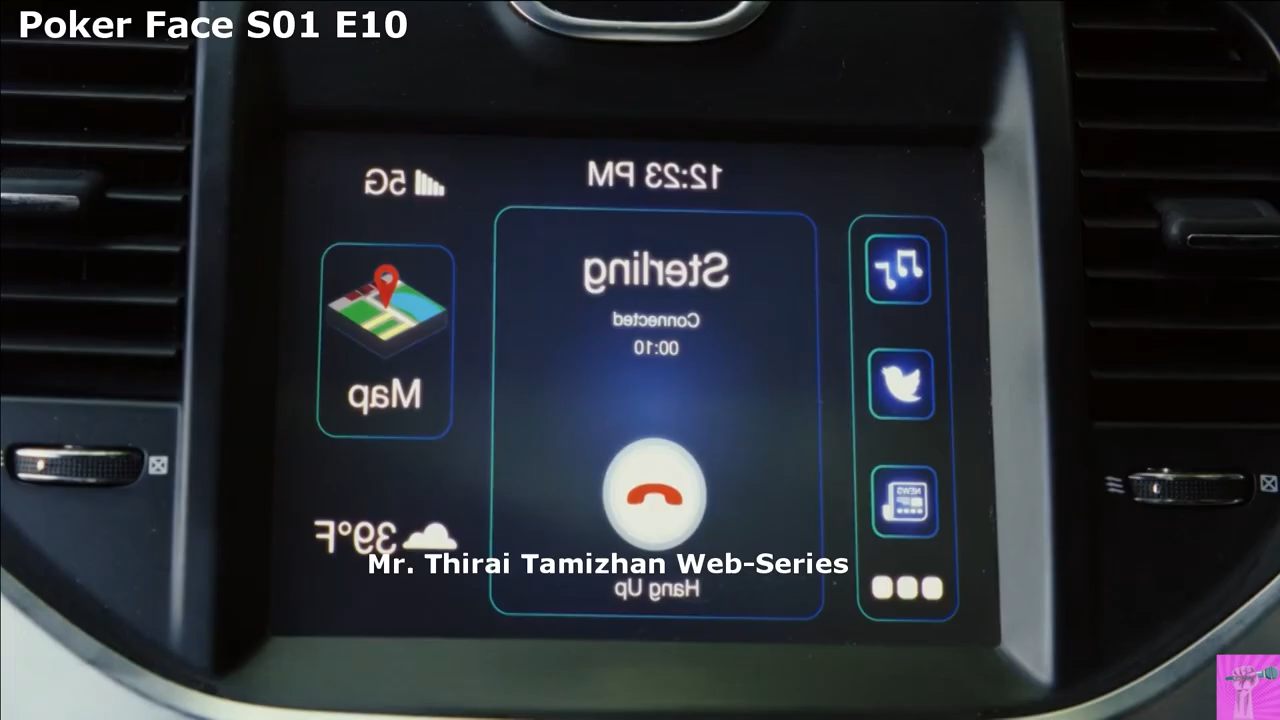 Poker Face S01 E10
5G
12:23 PM
Sterling
Connected
00:10
Map
NEWS
39°F
Mr. Thirai Tamizhan Web-Series
Hang Up